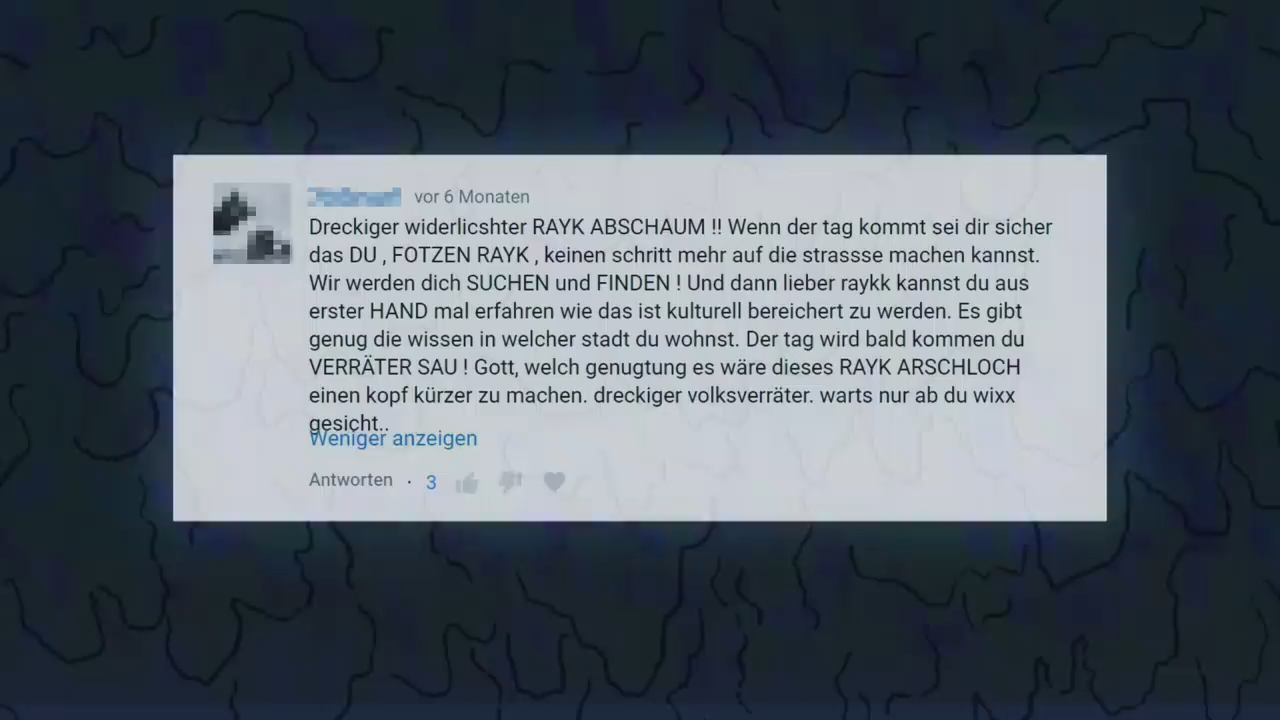 vor 6 Monaten
Dreckiger widerlicshter RAYK ABSCHAUM !! Wenn der tag kommt sei dir sicher
das DU , FOTZEN RAYK , keinen schritt mehr auf die strassse machen kannst.
Wir werden dich SUCHEN und FINDEN ! Und dann lieber raykk kannst du aus
erster HAND mal erfahren wie das ist kulturell bereichert zu werden. Es gibt
genug die wissen in welcher stadt du wohnst. Der tag wird bald kommen du
VERRÄTER SAU ! Gott, welch genugtung es wäre dieses RAYK ARSCHLOCH
einen kopf kürzer zu machen. dreckiger volksverräter. warts nur ab du wixx
gesicht..
Weniger anzeigen
Antworten · 3